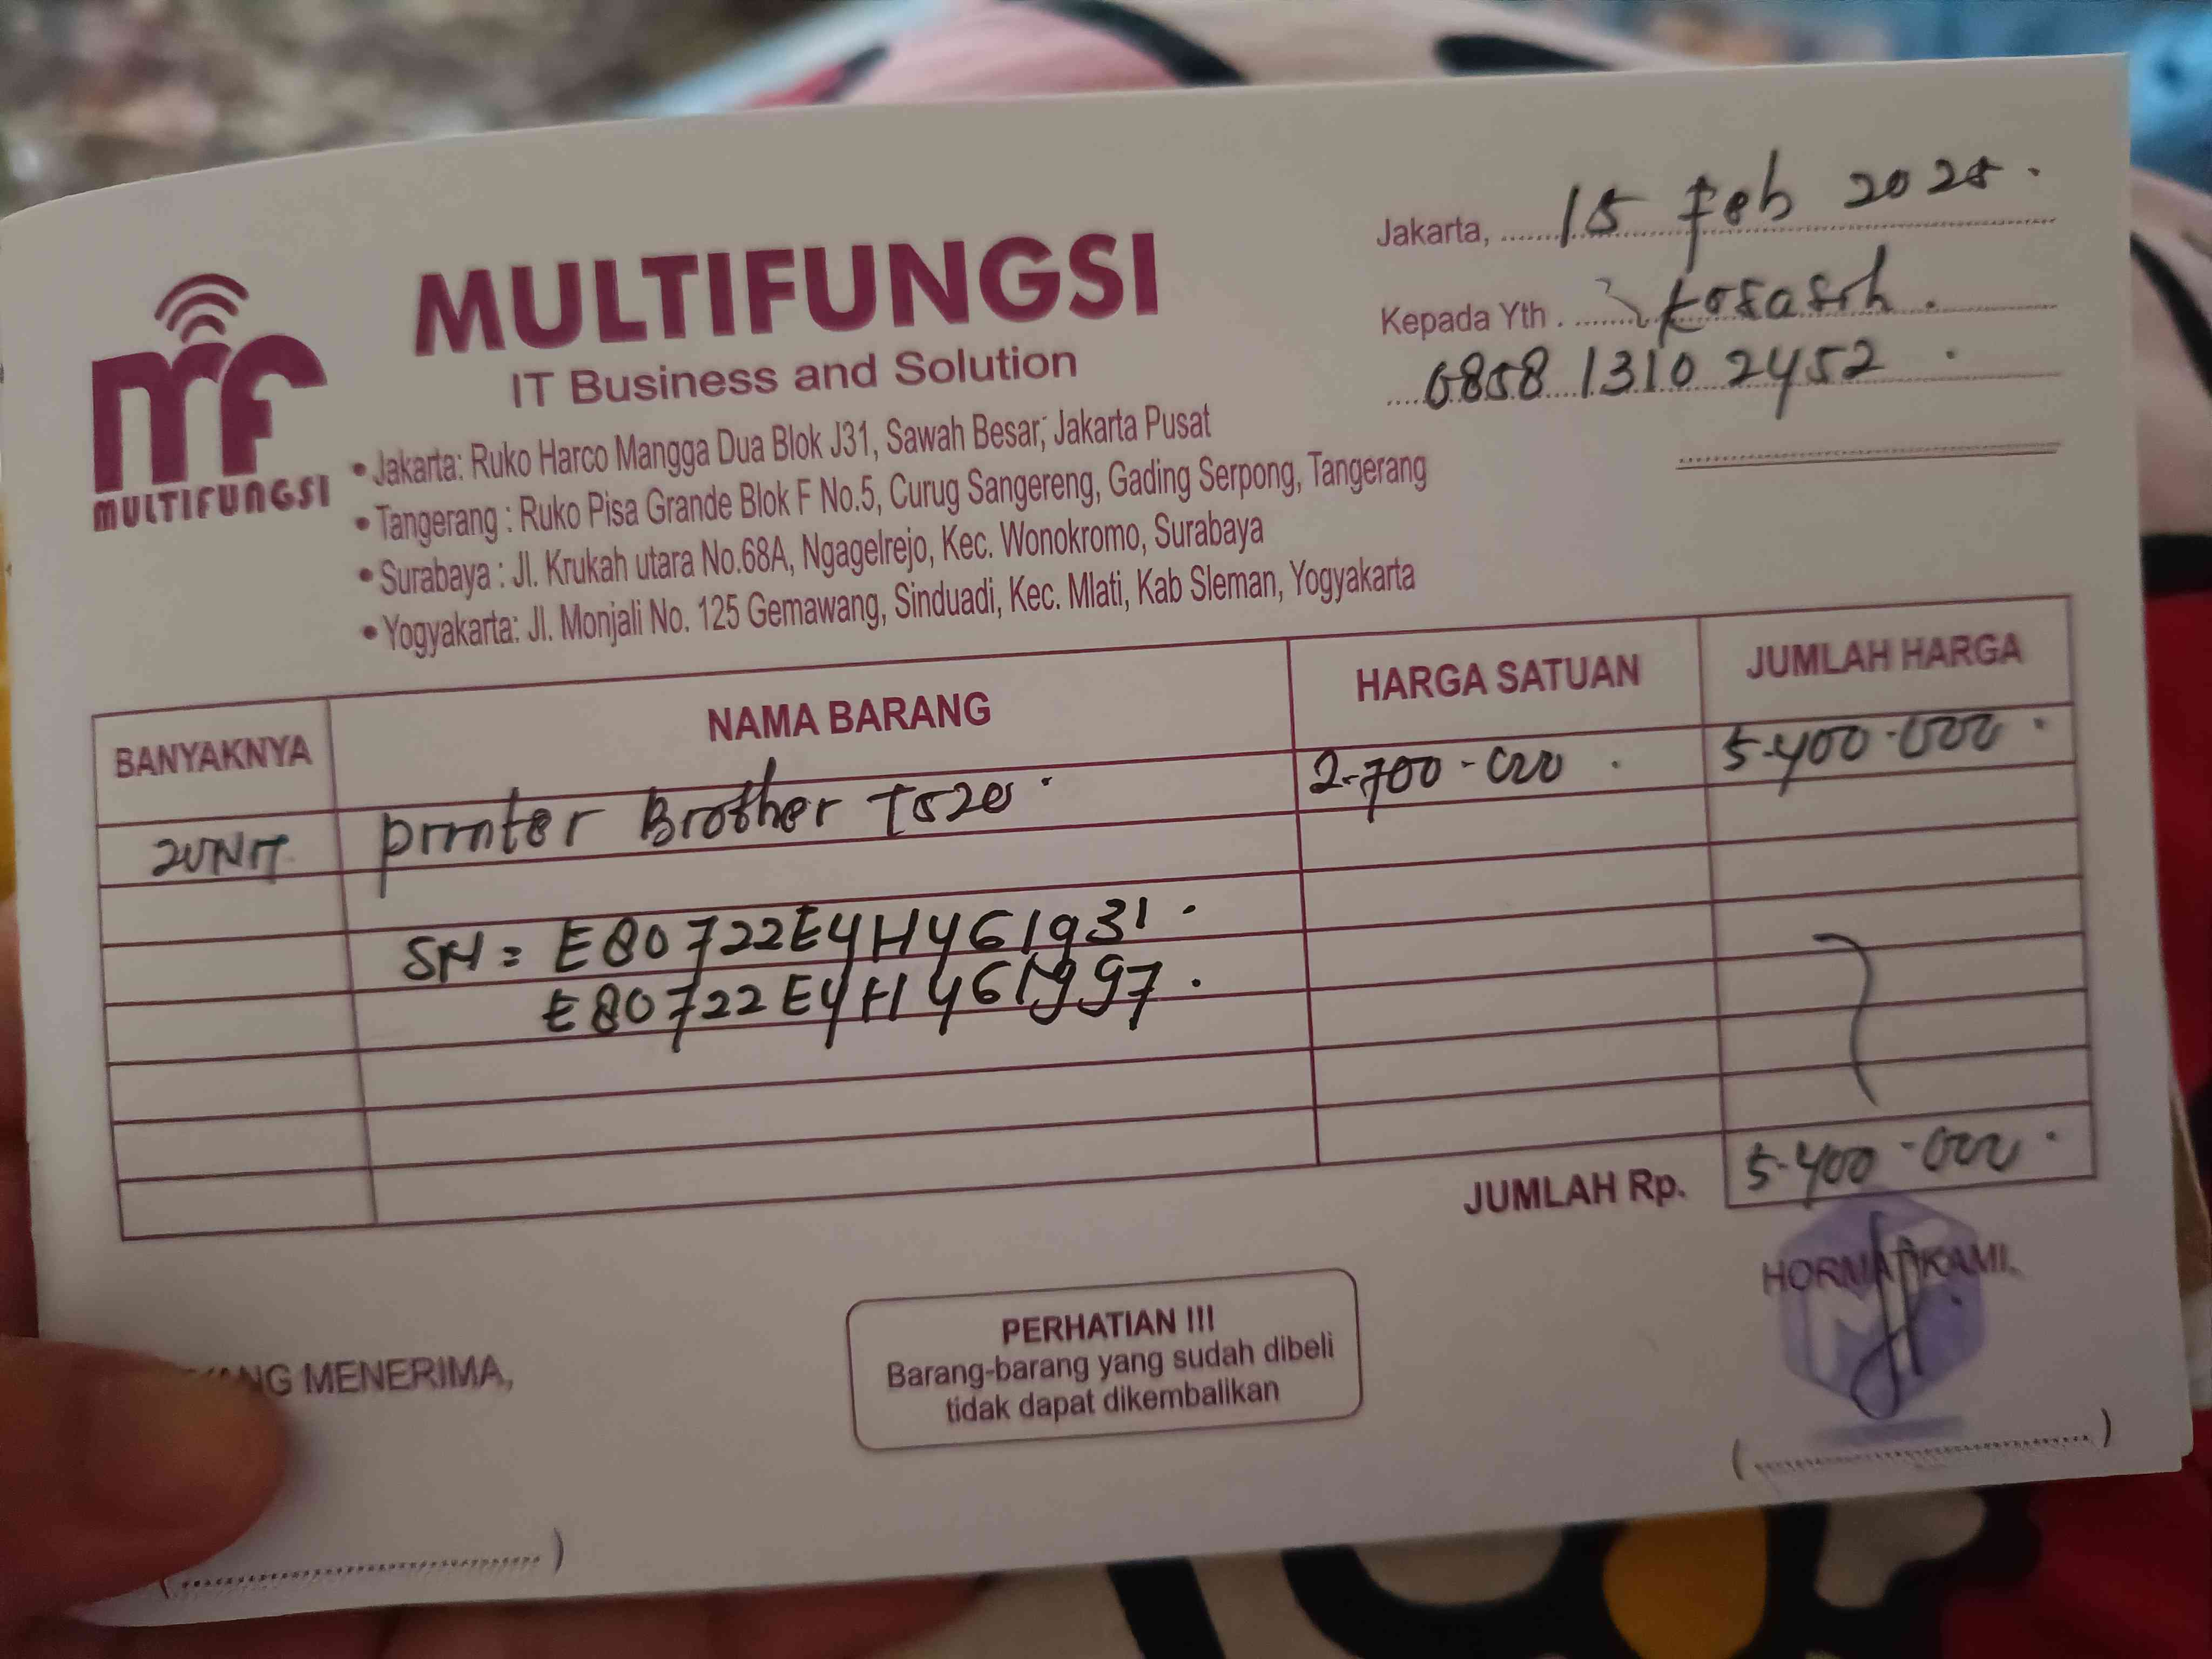 mf
MULTIFUNGSI
MULTIFUNGSI
IT Business and Solution
• Jakarta: Ruko Harco Mangga Dua Blok J31, Sawah Besar, Jakarta Pusat
• Tangerang : Ruko Pisa Grande Blok F No.5, Curug Sangereng, Gading Serpong, Tangerang
• Surabaya : Jl. Krukah utara No.68A, Ngagelrejo, Kec. Wonokromo, Surabaya
• Yogyakarta: Jl. Monjali No. 125 Gemawang, Sinduadi, Kec. Mlati, Kab Sleman, Yogyakarta
Jakarta, 15 Feb 2025.
Kepada Yth. Kosasih.
0858 1310 2452.
BANYAKNYA NAMA BARANG HARGA SATUAN JUMLAH HARGA
2UNIT Printer Brother T520. 2.700-000. 5.400-000.
SN = E80722E4H461931.
E80722E4H461997.
JUMLAH Rp. 5.400-000.
YANG MENERIMA,
PERHATIAN !!!
Barang-barang yang sudah dibeli
tidak dapat dikembalikan
HORMAT KAMI,